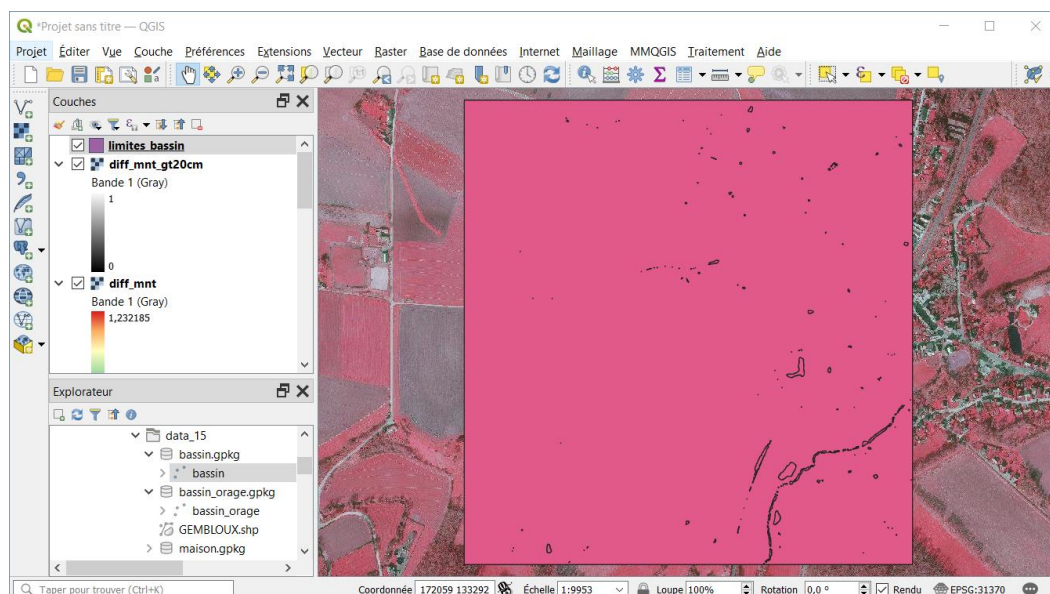 *Projet sans titre — QGIS
Projet Éditer Vue Couche Préférences Extensions Vecteur Raster Base de données Internet Maillage MMQGIS Traitement Aide
Couches
limites bassin
diff_mnt_gt20cm
Bande 1 (Gray)
1
0
diff_mnt
Bande 1 (Gray)
1,232185
Explorateur
data_15
bassin.gpkg
bassin
bassin_orage.gpkg
bassin_orage
GEMBLOUX.shp
maison.gpkg
Taper pour trouver (Ctrl+K) Coordonnée 172059 133292 Échelle 1:9953 Loupe 100% Rotation 0,0 ° Rendu EPSG:31370